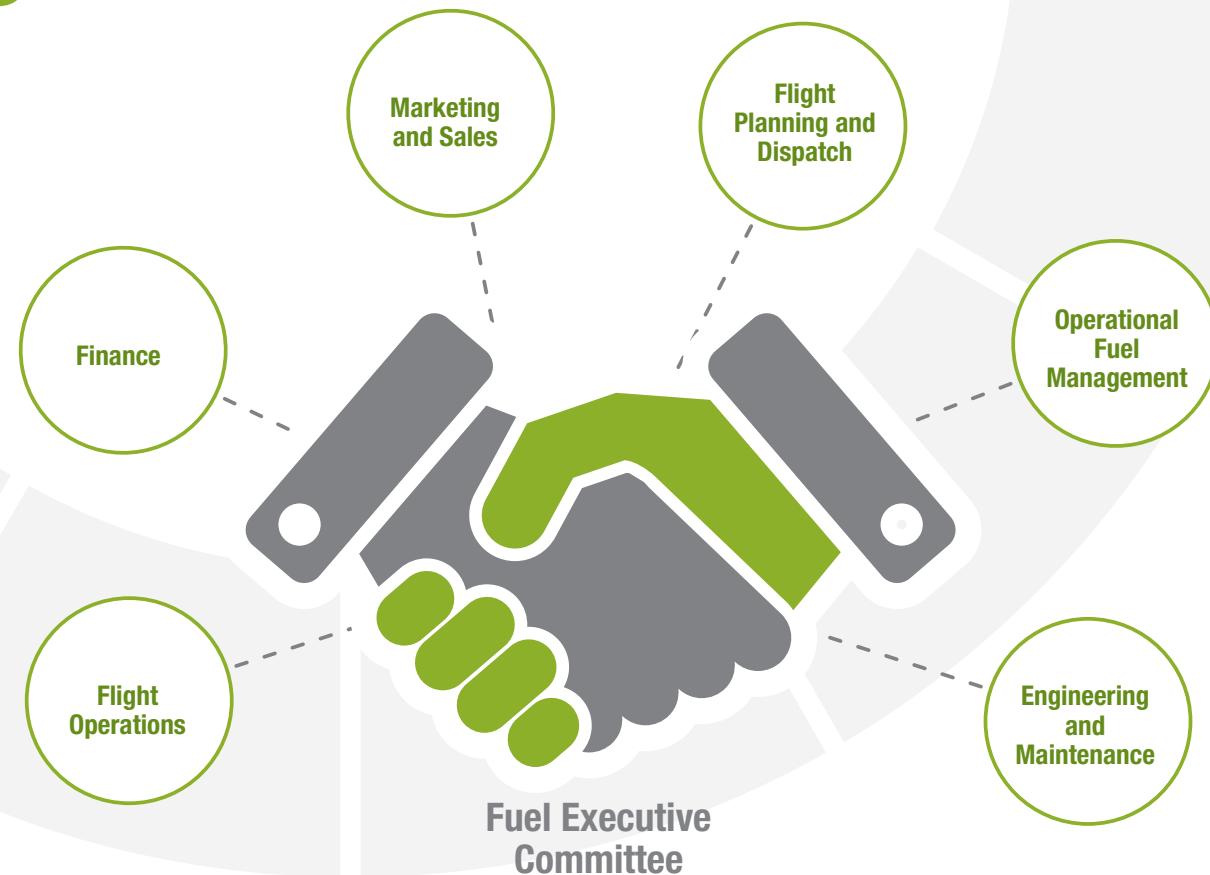 Marketing
and Sales
Flight
Planning and
Dispatch
Finance
Operational
Fuel
Management
Flight
Operations
Engineering
and
Maintenance
Fuel Executive
Committee